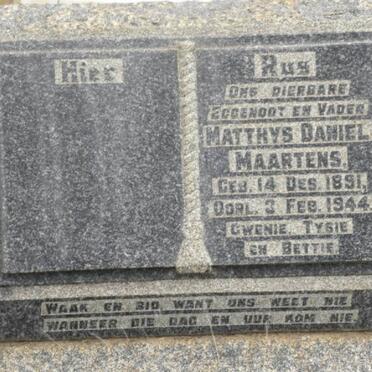 Hier Rus
Ons dierbare
Eggenoot en Vader
Matthys Daniel
Maartens,
Geb. 14 Des. 1891,
Oorl. 3 Feb. 1944.
Gwenie, Tysie
en Bettie.
Waak en bid want ons weet nie
wanneer die dag en uur kom nie.